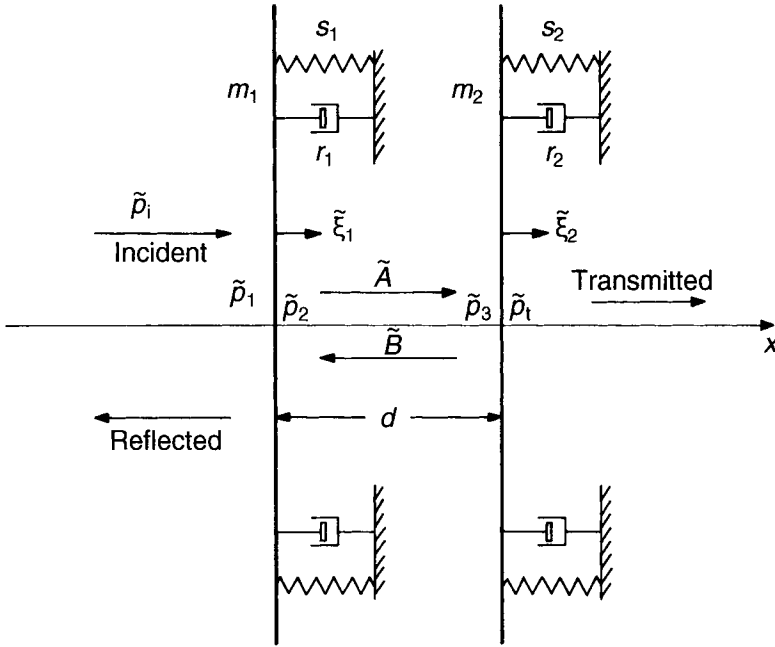 s₁ s₂
m₁ m₂
r₁ r₂
p̃ᵢ
Incident
ξ̃₁ ξ̃₂
Ã
Transmitted
p̃₁ p̃₂ p̃₃ p̃ₜ
B̃
x
d
Reflected